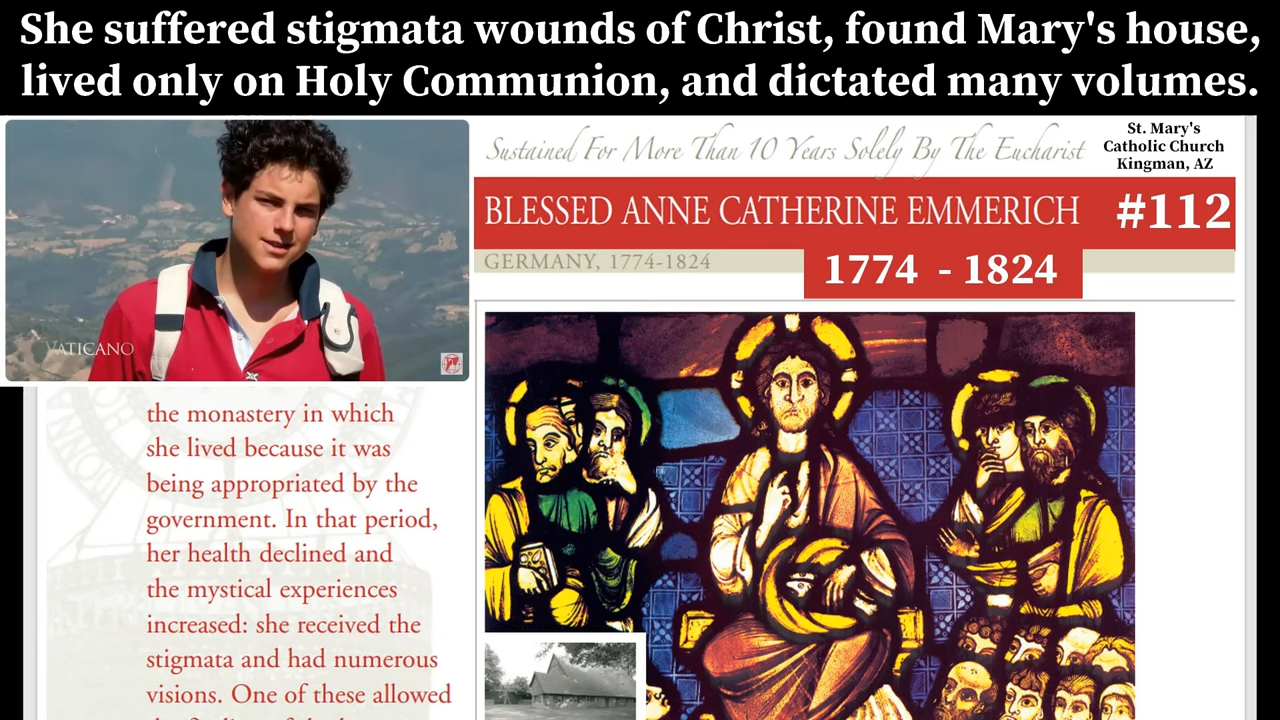 She suffered stigmata wounds of Christ, found Mary's house,
lived only on Holy Communion, and dictated many volumes.
Sustained For More Than 10 Years Solely By The Eucharist
St. Mary's
Catholic Church
Kingman, AZ
BLESSED ANNE CATHERINE EMMERICH
#112
GERMANY, 1774-1824
1774 - 1824
VATICANO
the monastery in which
she lived because it was
being appropriated by the
government. In that period,
her health declined and
the mystical experiences
increased: she received the
stigmata and had numerous
visions. One of these allowed